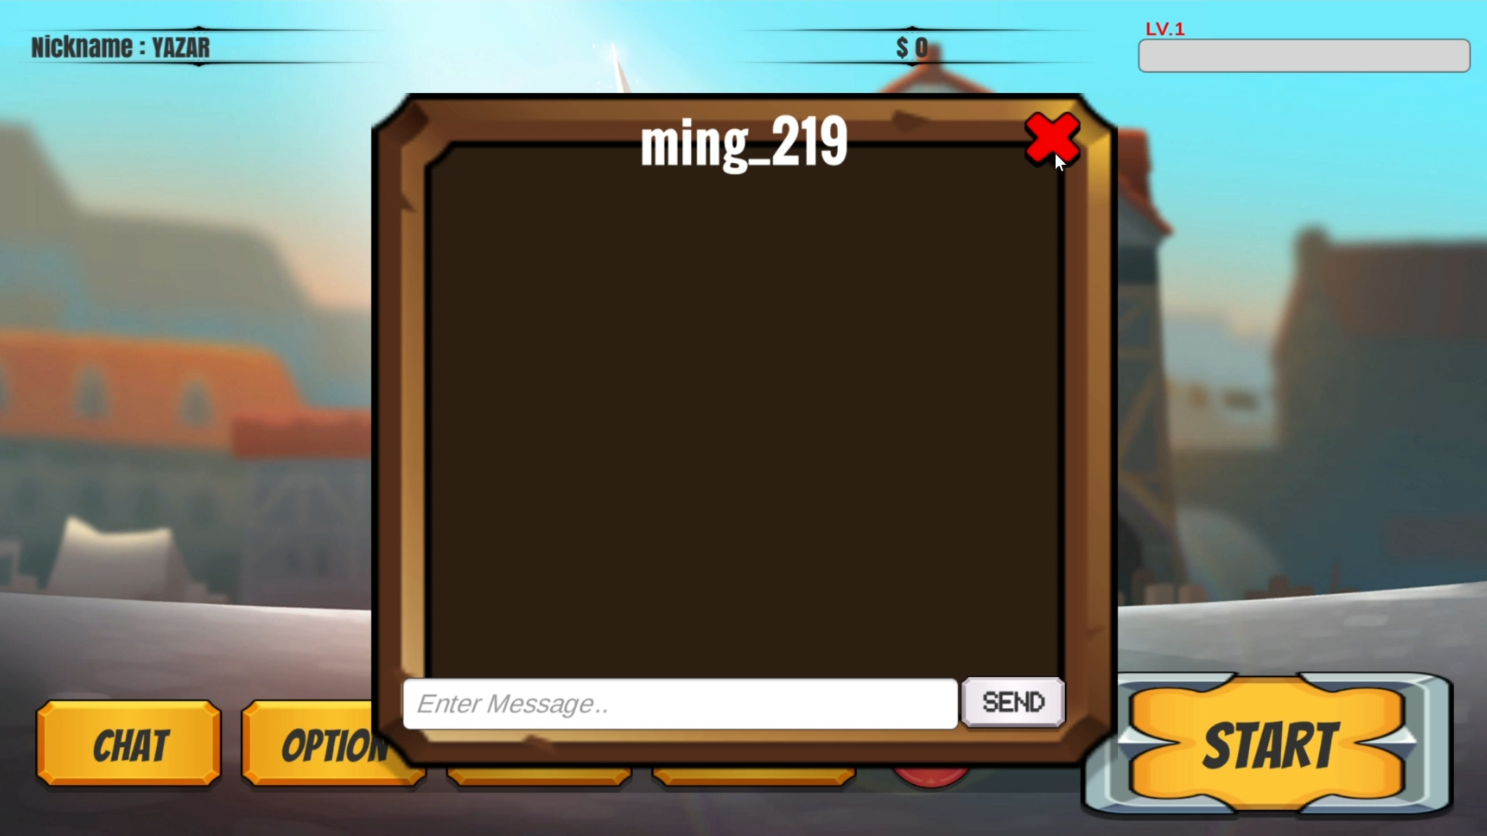 Nickname : YAZAR
$ 0
LV.1
ming_219
Enter Message..
SEND
CHAT
OPTION
START